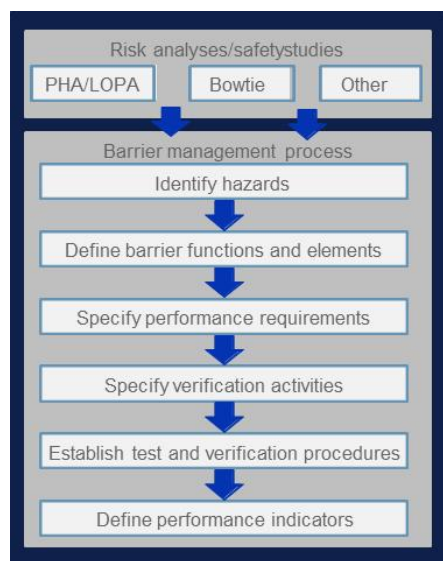 Risk analyses/safetystudies
PHA/LOPA
Bowtie
Other
Barrier management process
Identify hazards
Define barrier functions and elements
Specify performance requirements
Specify verification activities
Establish test and verification procedures
Define performance indicators